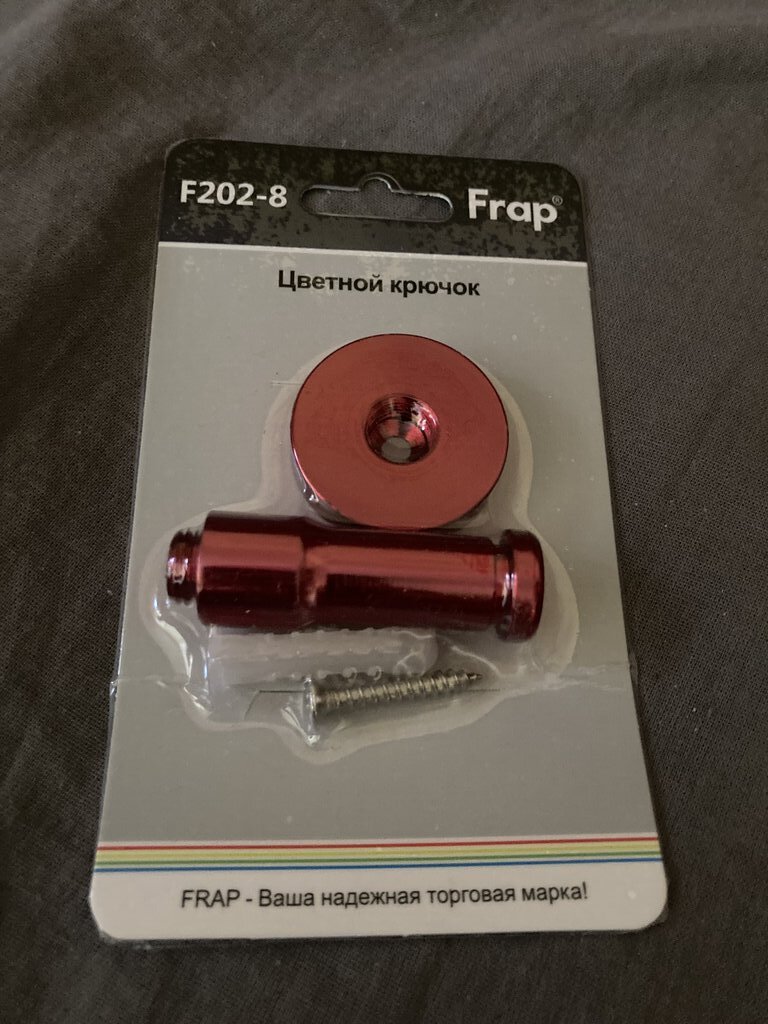 F202-8 Frap®
Цветной крючок
FRAP - Ваша надежная торговая марка!